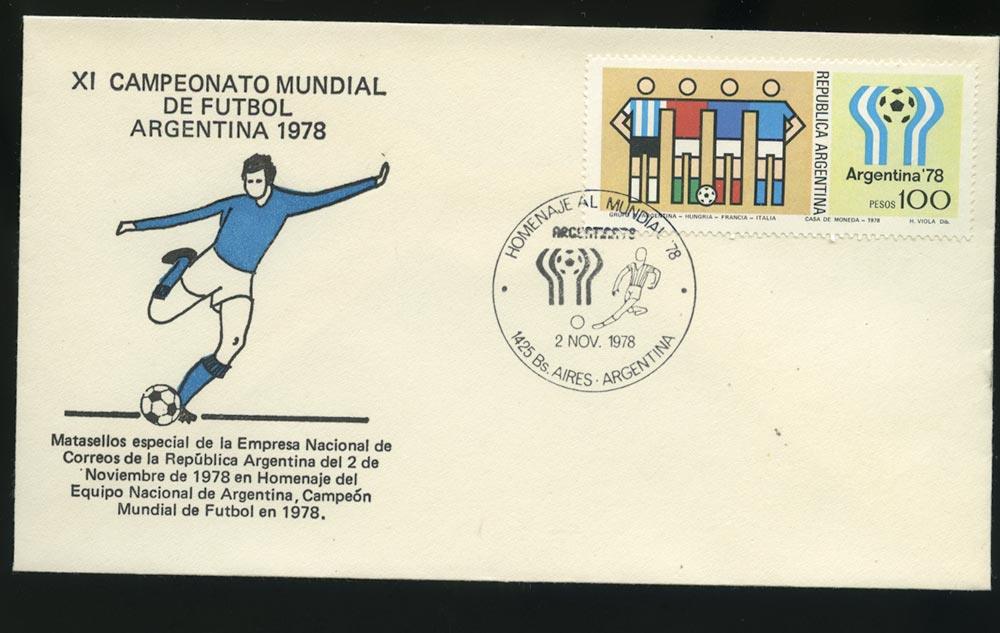 XI CAMPEONATO MUNDIAL
DE FUTBOL
ARGENTINA 1978
Matasellos especial de la Empresa Nacional de
Correos de la República Argentina del 2 de
Noviembre de 1978 en Homenaje del
Equipo Nacional de Argentina, Campeón
Mundial de Futbol en 1978.
REPUBLICA ARGENTINA
Argentina '78
PESOS 100
ARGENTINA - HUNGRIA - FRANCIA - ITALIA
CASA DE MONEDA - 1978
H. VIOLA Dib.
HOMENAJE AL MUNDIAL '78
2 NOV. 1978
1425 Bs. AIRES · ARGENTINA